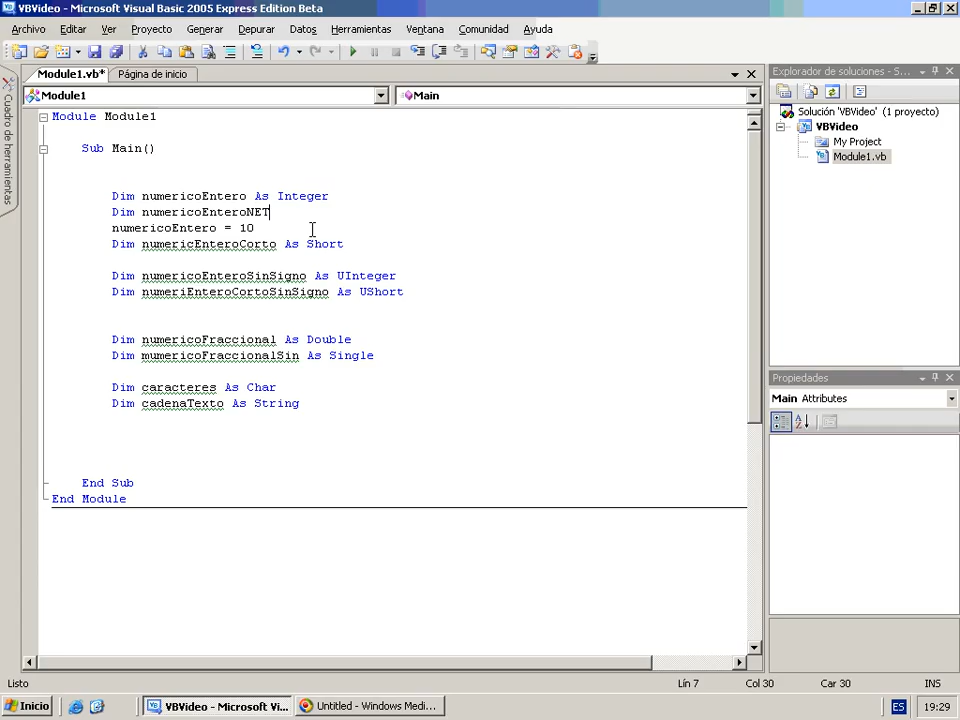 VBVideo - Microsoft Visual Basic 2005 Express Edition Beta
Archivo Editar Ver Proyecto Generar Depurar Datos Herramientas Ventana Comunidad Ayuda
Module1.vb* Página de inicio
Module1 Main
Cuadro de herramientas
Module Module1
Sub Main()
Dim numericoEntero As Integer
Dim numericoEnteroNET
numericoEntero = 10
Dim numericEnteroCorto As Short
Dim numericoEnteroSinSigno As UInteger
Dim numeriEnteroCortoSinSigno As UShort
Dim numericoFraccional As Double
Dim mumericoFraccionalSin As Single
Dim caracteres As Char
Dim cadenaTexto As String
End Sub
End Module
Explorador de soluciones - S...
Solución 'VBVideo' (1 proyecto)
VBVideo
My Project
Module1.vb
Propiedades
Main Attributes
Listo Lín 7 Col 30 Car 30 INS
Inicio VBVideo - Microsoft Vi... Untitled - Windows Medi... ES 19:29